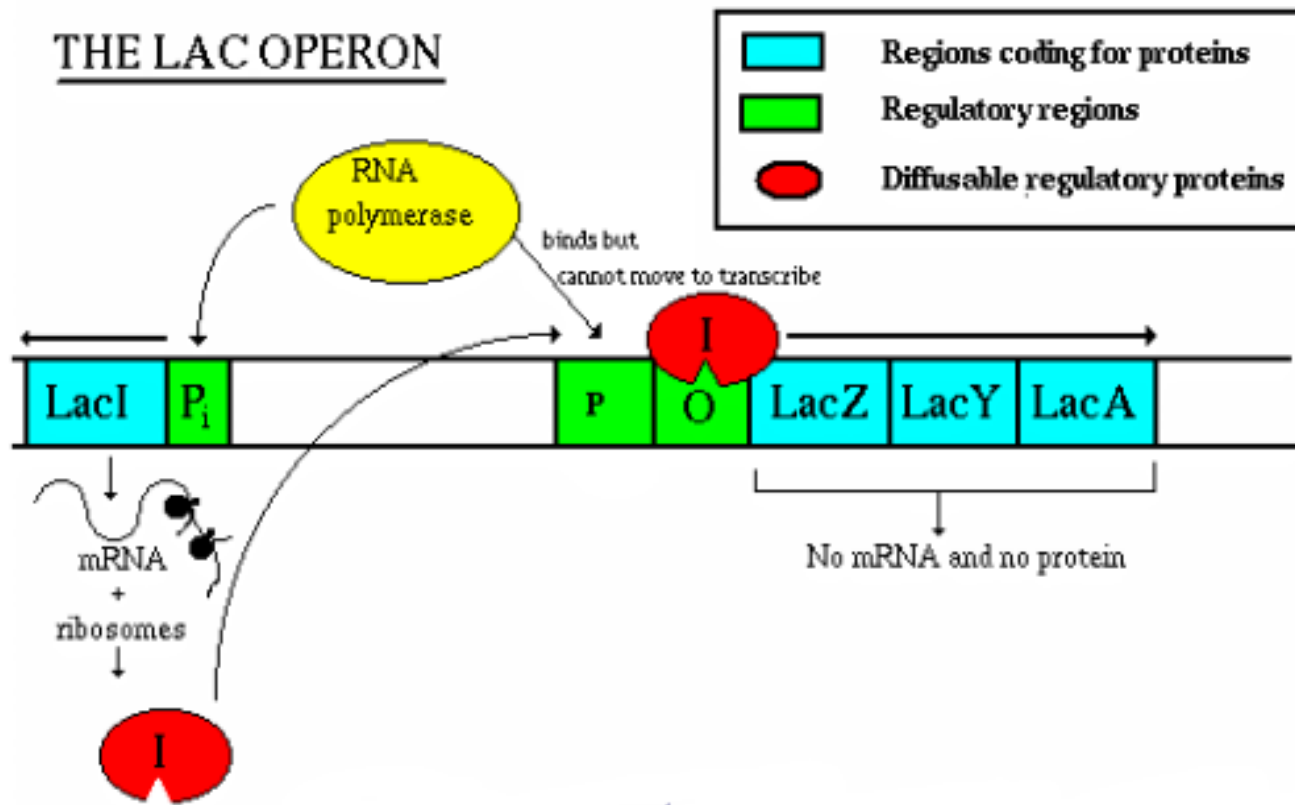 THE LAC OPERON
Regions coding for proteins
Regulatory regions
Diffusable regulatory proteins
RNA
polymerase
binds but
cannot move to transcribe
I
LacI
Pi
P
O
LacZ
LacY
LacA
mRNA
+
ribosomes
No mRNA and no protein
I